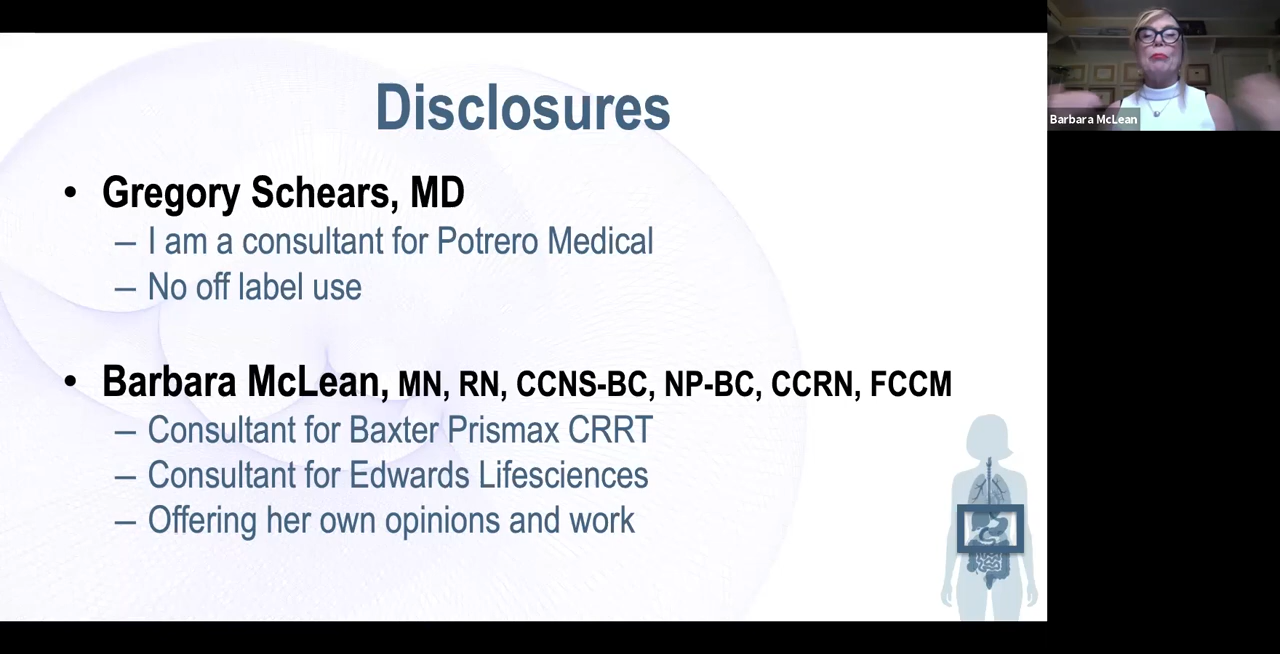 Disclosures
• Gregory Schears, MD
– I am a consultant for Potrero Medical
– No off label use
• Barbara McLean, MN, RN, CCNS-BC, NP-BC, CCRN, FCCM
– Consultant for Baxter Prismax CRRT
– Consultant for Edwards Lifesciences
– Offering her own opinions and work
Barbara McLean